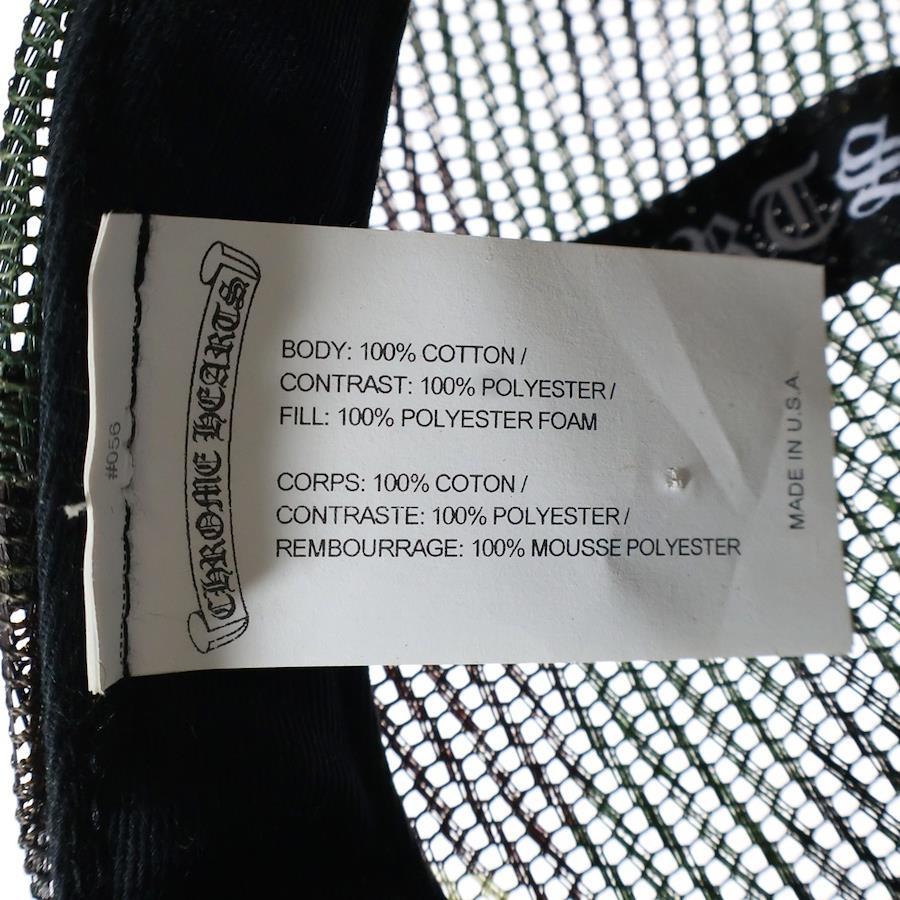 CHROME HEARTS
BODY: 100% COTTON /
CONTRAST: 100% POLYESTER /
FILL: 100% POLYESTER FOAM
CORPS: 100% COTON /
CONTRASTE: 100% POLYESTER /
REMBOURRAGE: 100% MOUSSE POLYESTER
MADE IN U.S.A.
#056